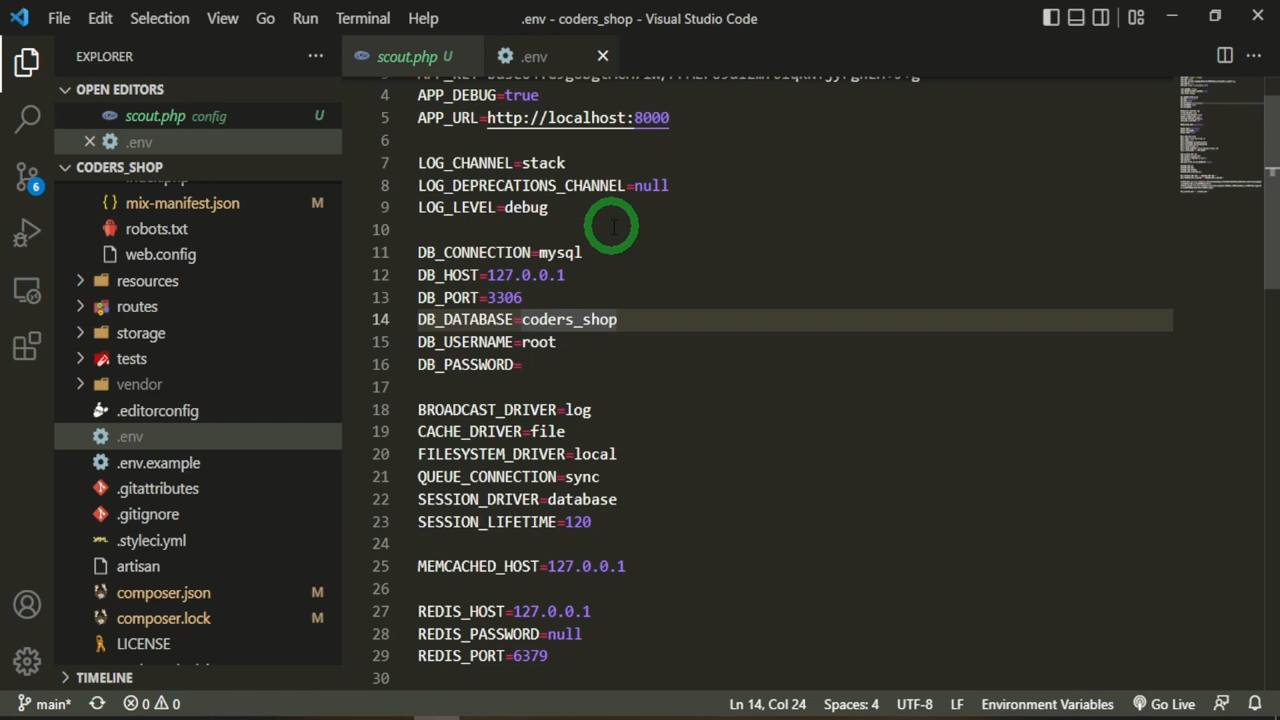 File Edit Selection View Go Run Terminal Help .env - coders_shop - Visual Studio Code
EXPLORER
scout.php U
.env
OPEN EDITORS
scout.php config U
.env
CODERS_SHOP
mix-manifest.json M
robots.txt
web.config
resources
routes
storage
tests
vendor
.editorconfig
.env
.env.example
.gitattributes
.gitignore
.styleci.yml
artisan
composer.json M
composer.lock M
LICENSE
TIMELINE
6
4 APP_DEBUG=true
5 APP_URL=http://localhost:8000
6
7 LOG_CHANNEL=stack
8 LOG_DEPRECATIONS_CHANNEL=null
9 LOG_LEVEL=debug
10
11 DB_CONNECTION=mysql
12 DB_HOST=127.0.0.1
13 DB_PORT=3306
14 DB_DATABASE=coders_shop
15 DB_USERNAME=root
16 DB_PASSWORD=
17
18 BROADCAST_DRIVER=log
19 CACHE_DRIVER=file
20 FILESYSTEM_DRIVER=local
21 QUEUE_CONNECTION=sync
22 SESSION_DRIVER=database
23 SESSION_LIFETIME=120
24
25 MEMCACHED_HOST=127.0.0.1
26
27 REDIS_HOST=127.0.0.1
28 REDIS_PASSWORD=null
29 REDIS_PORT=6379
30
main* 0 0 Ln 14, Col 24 Spaces: 4 UTF-8 LF Environment Variables Go Live